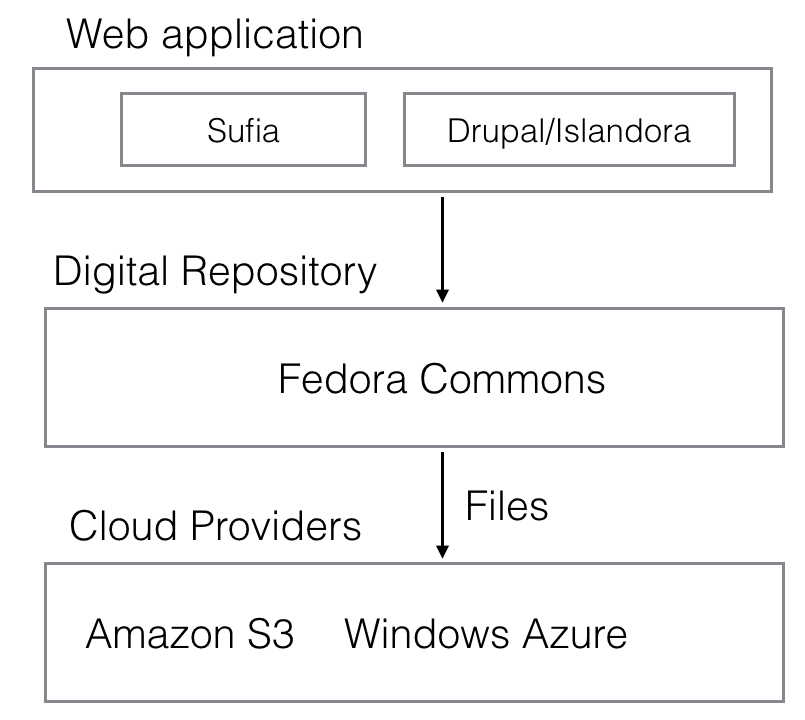 Web application
Sufia
Drupal/Islandora
Digital Repository
Fedora Commons
Files
Cloud Providers
Amazon S3
Windows Azure